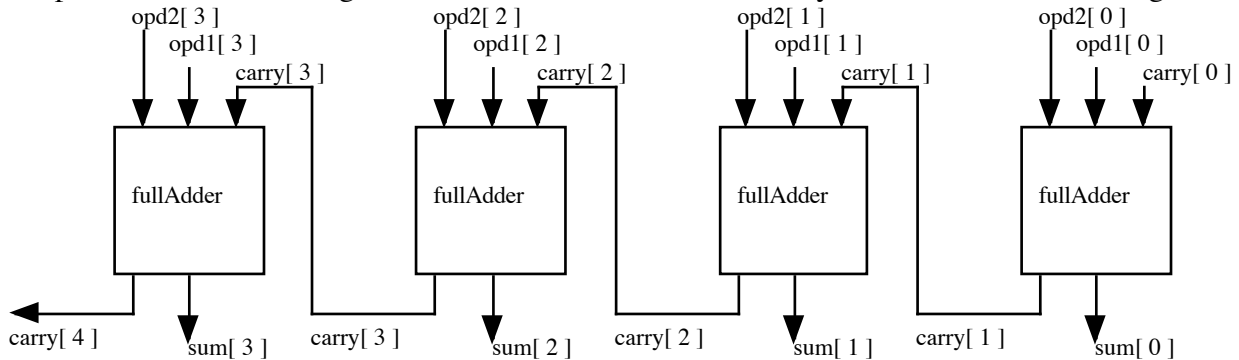 opd2[ 3 ] opd2[ 2 ] opd2[ 1 ] opd2[ 0 ]
opd1[ 3 ] opd1[ 2 ] opd1[ 1 ] opd1[ 0 ]
carry[ 3 ] carry[ 2 ] carry[ 1 ] carry[ 0 ]
fullAdder fullAdder fullAdder fullAdder
carry[ 4 ] sum[ 3 ] carry[ 3 ] sum[ 2 ] carry[ 2 ] sum[ 1 ] carry[ 1 ] sum[ 0 ]